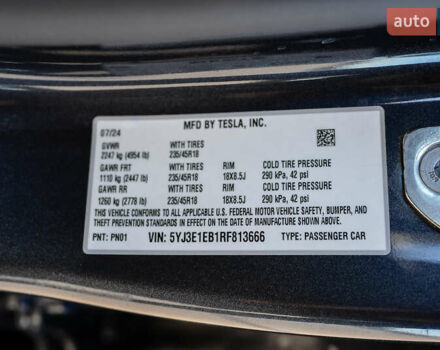 auto
MFD BY TESLA, INC.
07/24
GVWR WITH TIRES
2247 kg (4954 lb) 235/45R18
GAWR FRT WITH TIRES RIM COLD TIRE PRESSURE
1110 kg (2447 lb) 235/45R18 18X8.5J 290 kPa, 42 psi
GAWR RR WITH TIRES RIM COLD TIRE PRESSURE
1260 kg (2778 lb) 235/45R18 18X8.5J 290 kPa, 42 psi
THIS VEHICLE CONFORMS TO ALL APPLICABLE U.S. FEDERAL MOTOR VEHICLE SAFETY, BUMPER, AND
THEFT PREVENTION STANDARDS IN EFFECT ON THE DATE OF MANUFACTURE SHOWN ABOVE.
PNT: PN01 VIN: 5YJ3E1EB1RF813666 TYPE: PASSENGER CAR